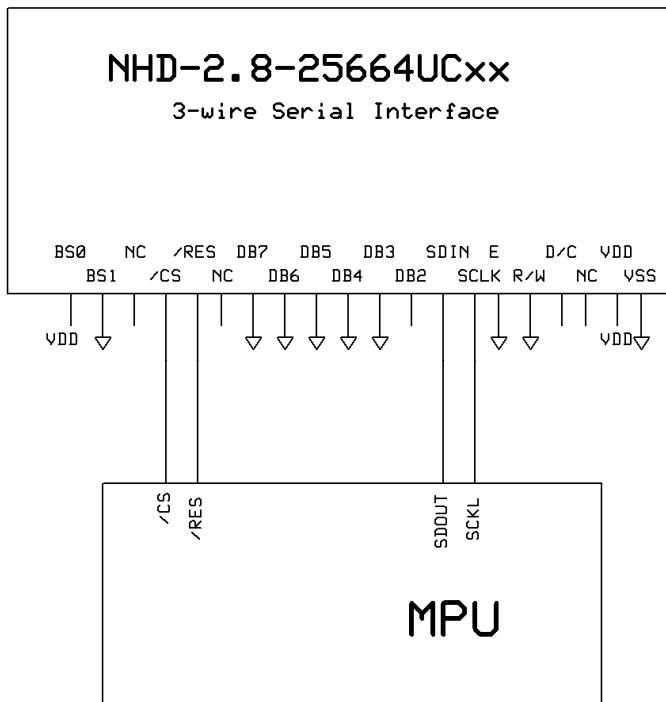 NHD-2.8-25664UCxx
3-wire Serial Interface
BS0 NC /RES DB7 DB5 DB3 SDIN E D/C VDD
BS1 /CS NC DB6 DB4 DB2 SCLK R/W NC VSS
VDD VDD
/CS
/RES
SDOUT
SCKL
MPU